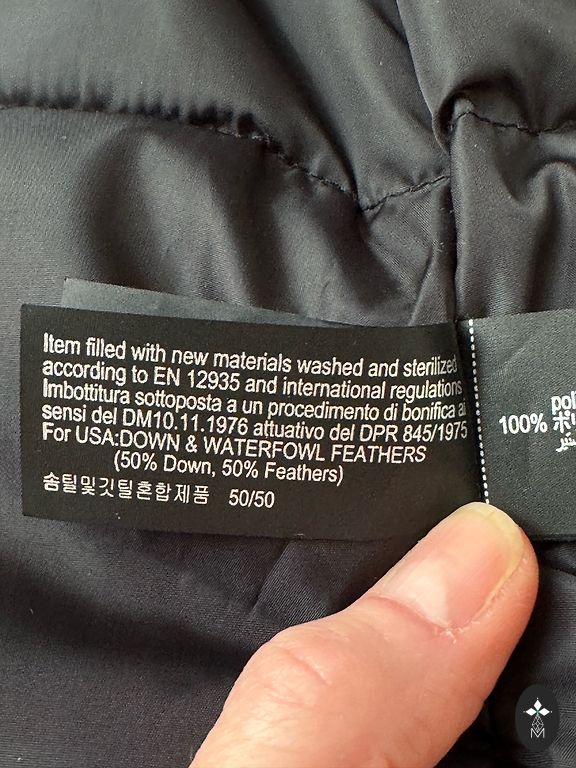 Item filled with new materials washed and sterilized
according to EN 12935 and international regulations
Imbottitura sottoposta a un procedimento di bonifica ai
sensi del DM10.11.1976 attuativo del DPR 845/1975
For USA:DOWN & WATERFOWL FEATHERS
(50% Down, 50% Feathers)
솜털및깃털혼합제품 50/50
100%
M